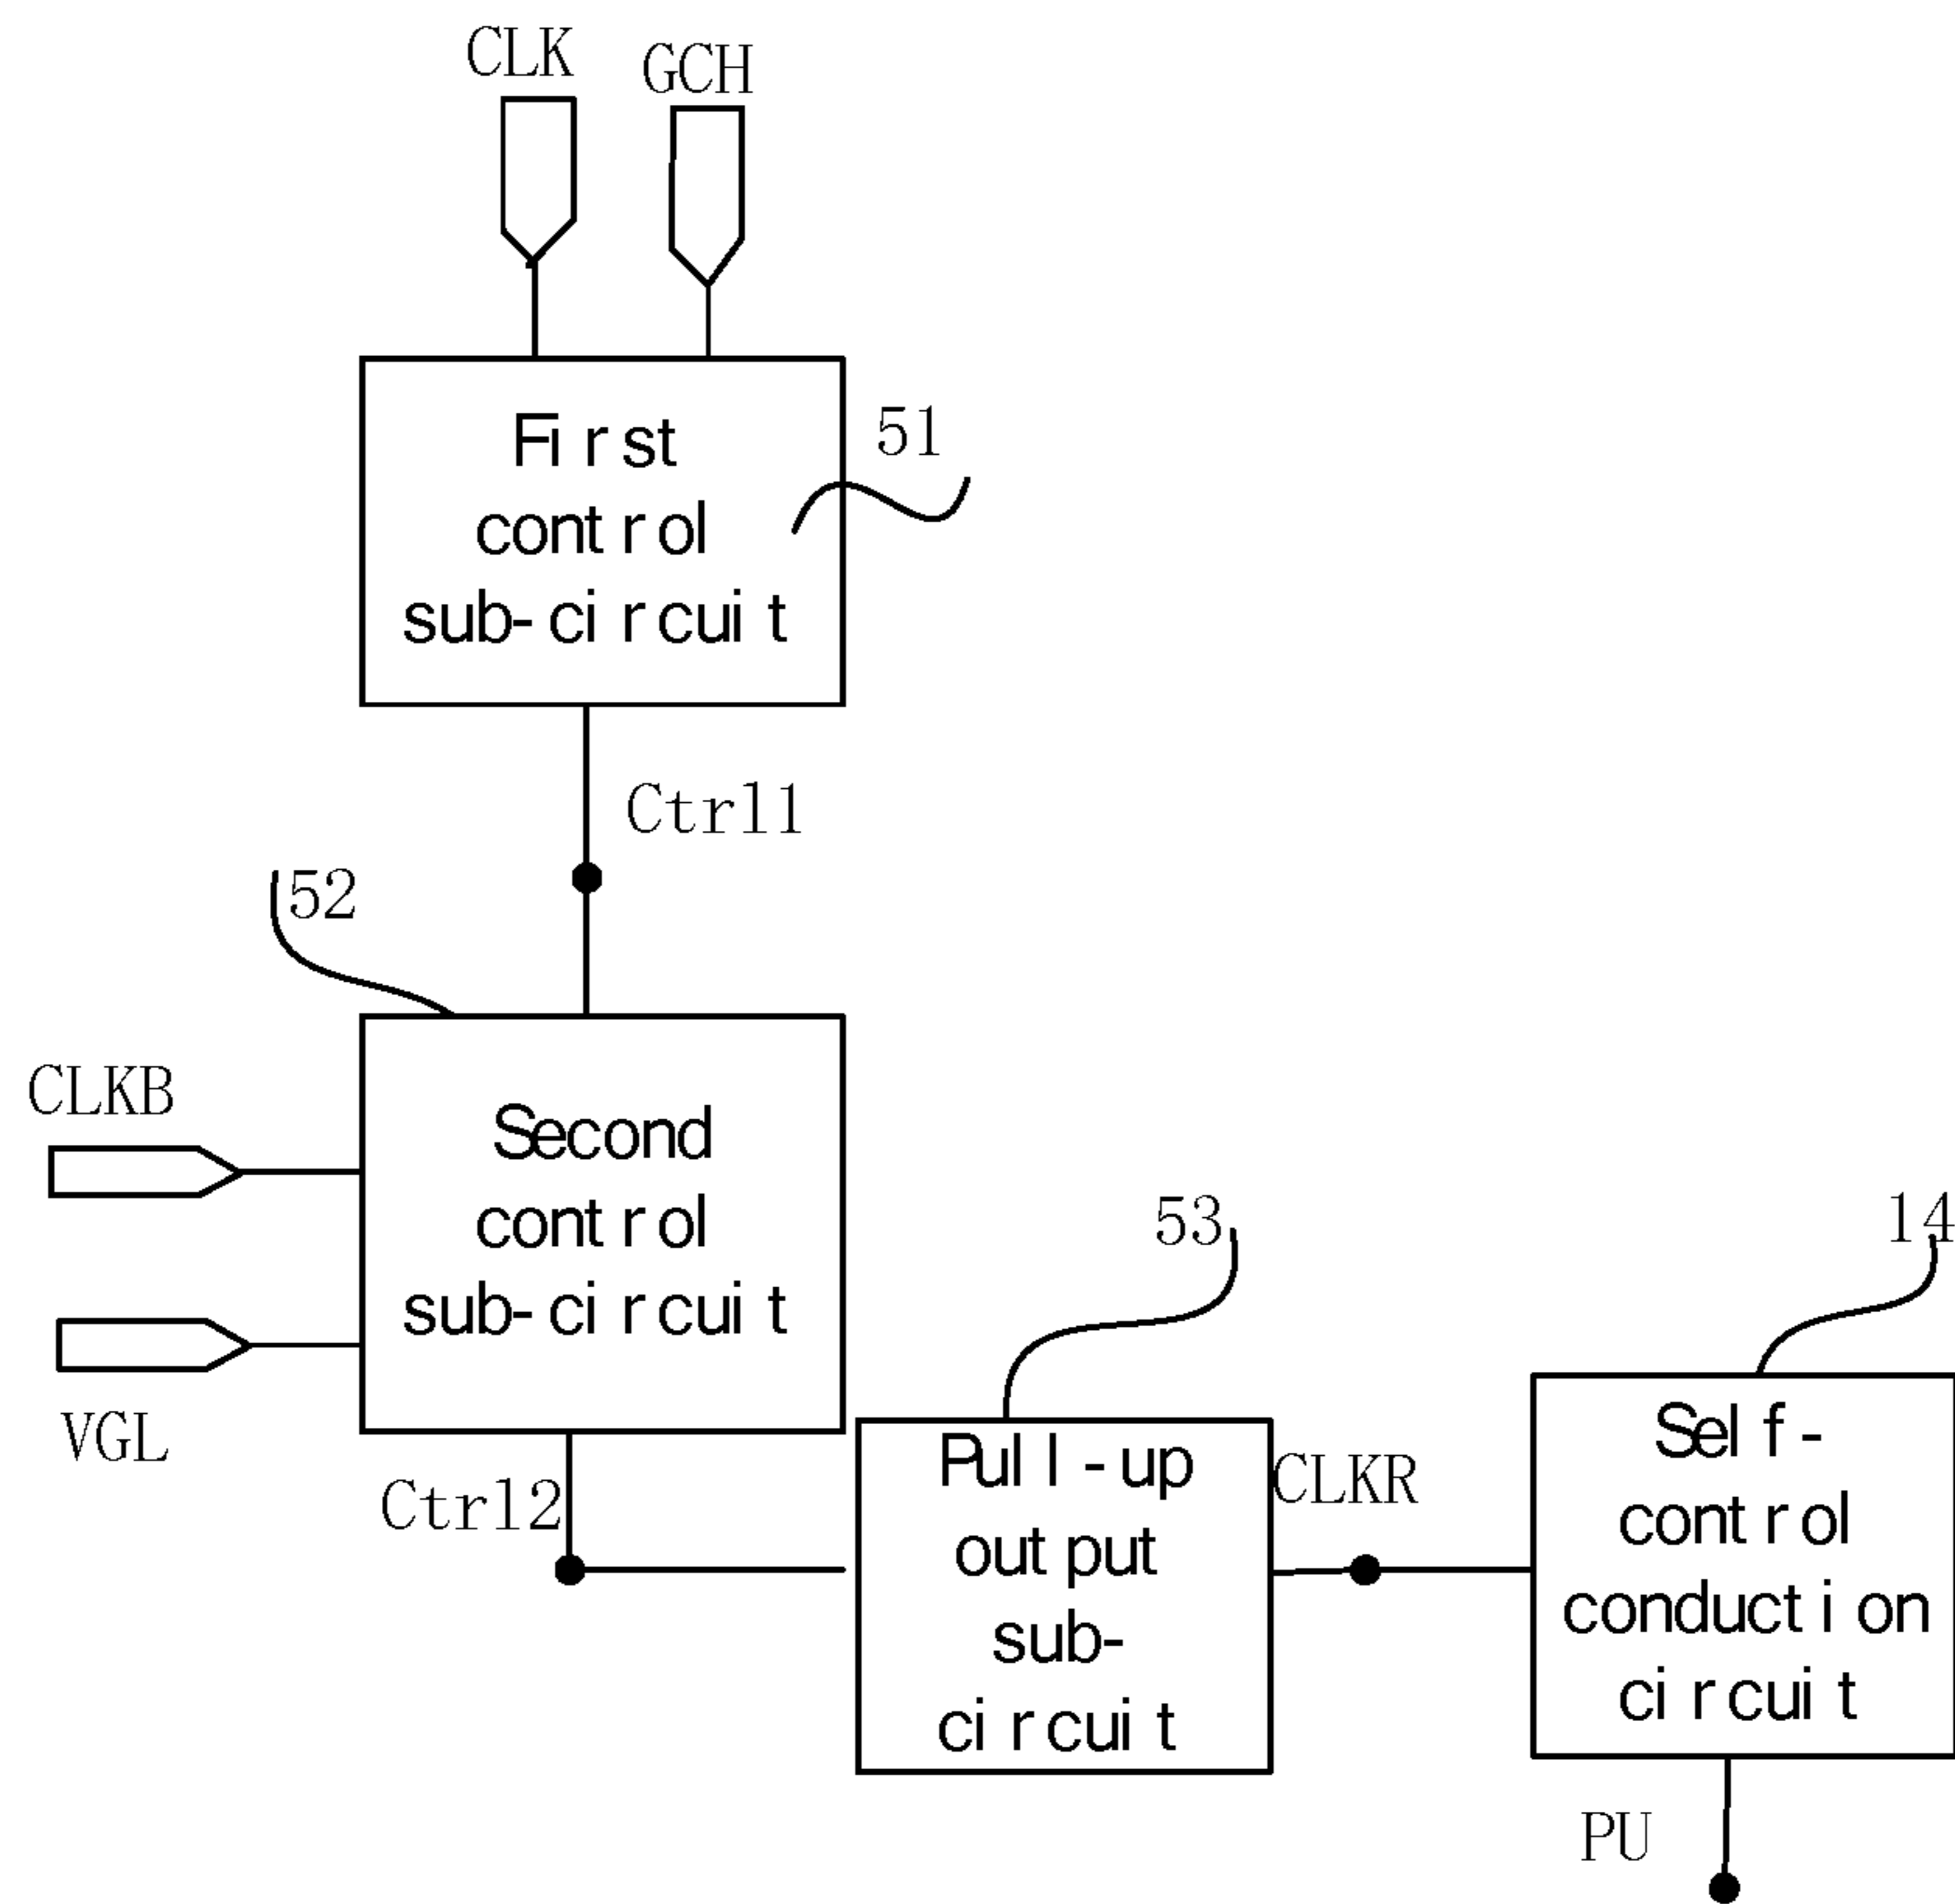 CLK
GCH
First
control
sub-circuit
51
Ctrl1
52
CLKB
Second
control
sub-circuit
VGL
Ctrl2
53
Pull-up
output
sub-
circuit
CLKR
14
Self-
control
conduction
circuit
PU